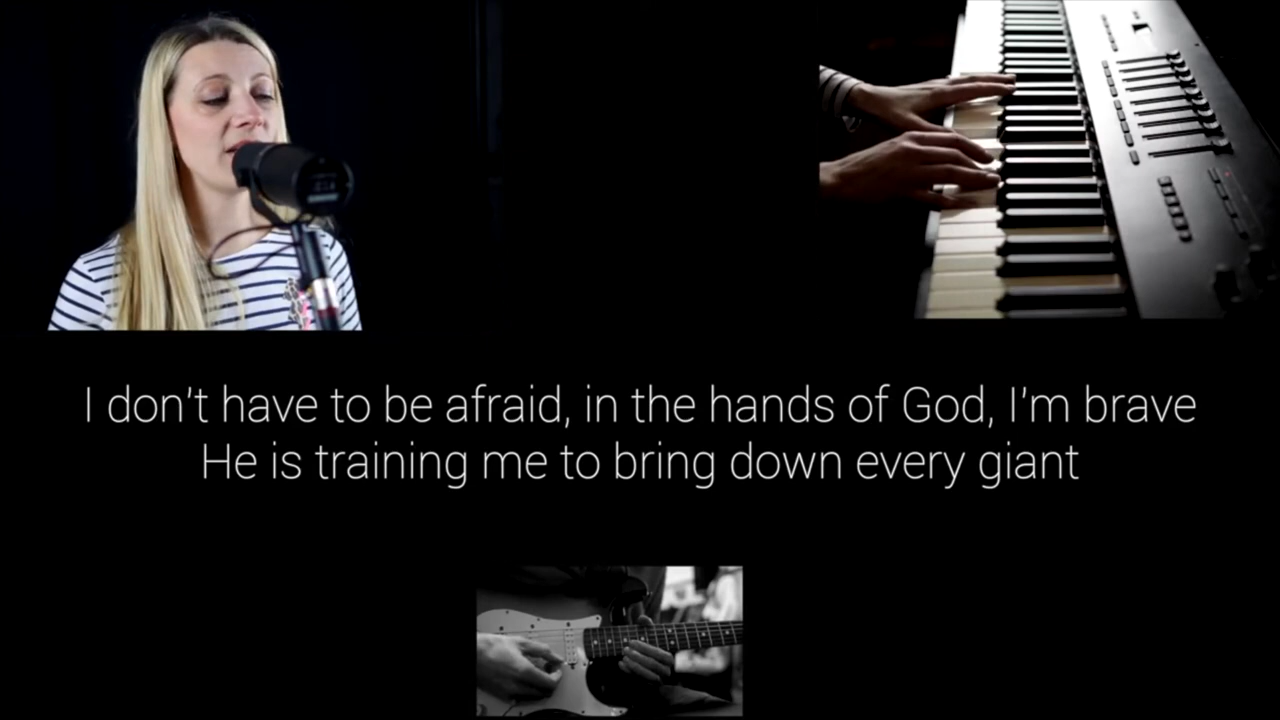 I don't have to be afraid, in the hands of God, I'm brave
He is training me to bring down every giant